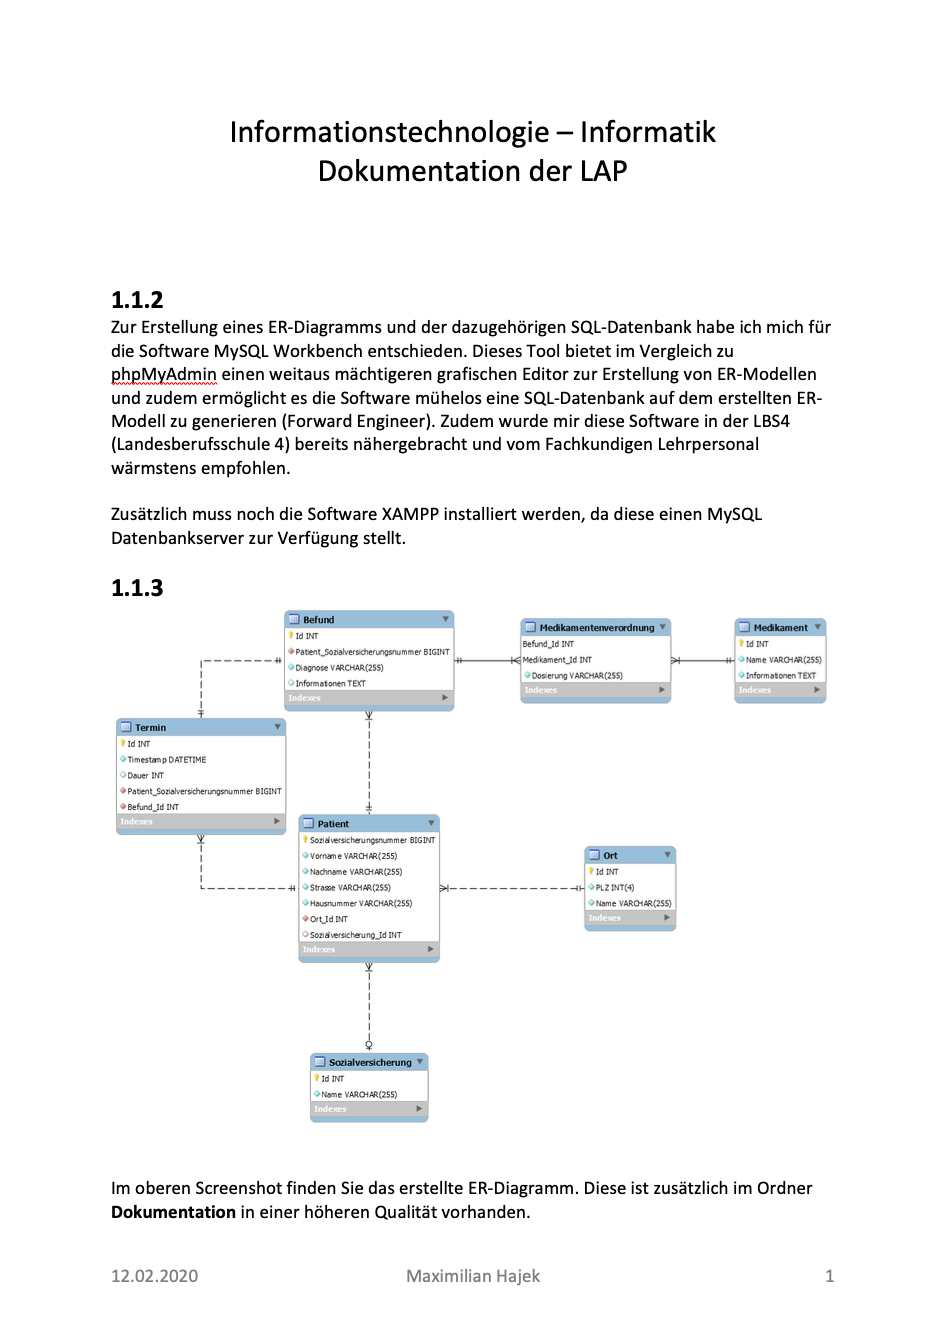 Informationstechnologie – Informatik
Dokumentation der LAP
1.1.2
Zur Erstellung eines ER-Diagramms und der dazugehörigen SQL-Datenbank habe ich mich für
die Software MySQL Workbench entschieden. Dieses Tool bietet im Vergleich zu
phpMyAdmin einen weitaus mächtigeren grafischen Editor zur Erstellung von ER-Modellen
und zudem ermöglicht es die Software mühelos eine SQL-Datenbank auf dem erstellten ER-
Modell zu generieren (Forward Engineer). Zudem wurde mir diese Software in der LBS4
(Landesberufsschule 4) bereits nähergebracht und vom Fachkundigen Lehrpersonal
wärmstens empfohlen.
Zusätzlich muss noch die Software XAMPP installiert werden, da diese einen MySQL
Datenbankserver zur Verfügung stellt.
1.1.3
Befund
Id INT
Patient_Sozialversicherungsnummer BIGINT
Diagnose VARCHAR(255)
Informationen TEXT
Indexes
Medikamentenverordnung
Befund_Id INT
Medikament_Id INT
Dosierung VARCHAR(255)
Indexes
Medikament
Id INT
Name VARCHAR(255)
Informationen TEXT
Indexes
Termin
Id INT
Timestamp DATETIME
Dauer INT
Patient_Sozialversicherungsnummer BIGINT
Befund_Id INT
Indexes
Patient
Sozialversicherungsnummer BIGINT
Vorname VARCHAR(255)
Nachname VARCHAR(255)
Strasse VARCHAR(255)
Hausnummer VARCHAR(255)
Ort_Id INT
Sozialversicherung_Id INT
Indexes
Ort
Id INT
PLZ INT(4)
Name VARCHAR(255)
Indexes
Sozialversicherung
Id INT
Name VARCHAR(255)
Indexes
Im oberen Screenshot finden Sie das erstellte ER-Diagramm. Diese ist zusätzlich im Ordner
Dokumentation in einer höheren Qualität vorhanden.
12.02.2020 Maximilian Hajek 1